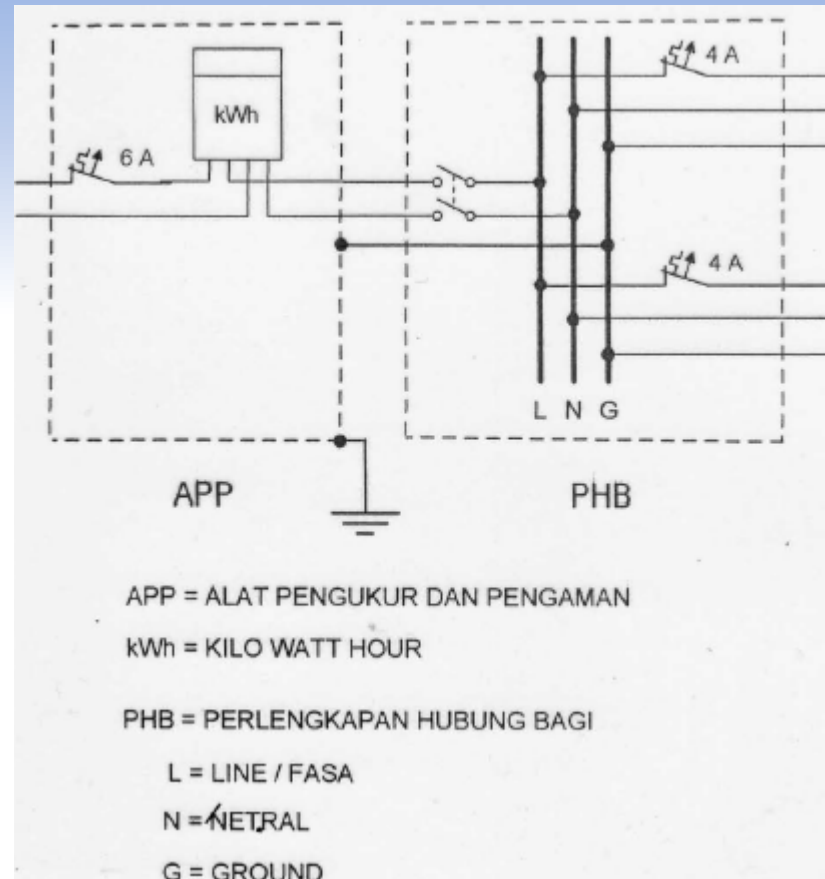 kWh
6 A
4 A
4 A
L N G
APP
PHB
APP = ALAT PENGUKUR DAN PENGAMAN
kWh = KILO WATT HOUR
PHB = PERLENGKAPAN HUBUNG BAGI
L = LINE / FASA
N = NETRAL
G = GROUND